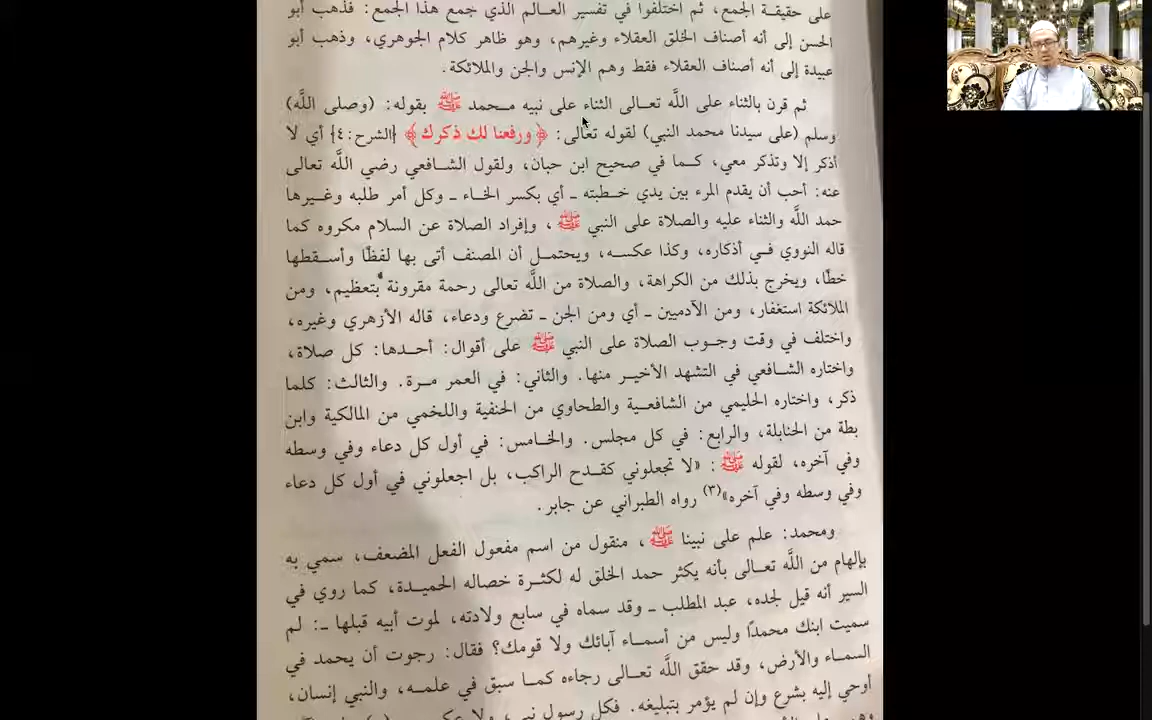 على حقيقة الجمع، ثم اختلفوا في تفسير العالم الذي جمع هذا الجمع: فذهب أبو
الحسن إلى أنه أصناف الخلق العقلاء وغيرهم، وهو ظاهر كلام الجوهري، وذهب أبو
عبيدة إلى أنه أصناف العقلاء فقط وهم الإنس والجن والملائكة.
ثم قرن بالثناء على اللَّه تعالى الثناء على نبيه محمد ﷺ بقوله: (وصلى اللَّه)
وسلم (على سيدنا محمد النبي) لقوله تعالى: ﴿ورفعنا لك ذكرك﴾ [الشرح:٤] أي لا
أذكر إلا وتذكر معي، كما في صحيح ابن حبان، ولقول الشافعي رضي اللَّه تعالى
عنه: أحب أن يقدم المرء بين يدي خطبته ـ أي بكسر الخاء ـ وكل أمر طلبه وغيرها
حمد اللَّه والثناء عليه والصلاة على النبي ﷺ، وإفراد الصلاة عن السلام مكروه كما
قاله النووي في أذكاره، وكذا عكسه، ويحتمل أن المصنف أتى بها لفظًا وأسقطها
خطًا، ويخرج بذلك من الكراهة، والصلاة من اللَّه تعالى رحمة مقرونة بتعظيم، ومن
الملائكة استغفار، ومن الآدميين ـ أي ومن الجن ـ تضرع ودعاء، قاله الأزهري وغيره،
واختلف في وقت وجوب الصلاة على النبي ﷺ على أقوال: أحدها: كل صلاة،
واختاره الشافعي في التشهد الأخير منها. والثاني: في العمر مرة. والثالث: كلما
ذكر، واختاره الحليمي من الشافعية والطحاوي من الحنفية واللخمي من المالكية وابن
بطة من الحنابلة، والرابع: في كل مجلس. والخامس: في أول كل دعاء وفي وسطه
وفي آخره، لقوله ﷺ: «لا تجعلوني كقدح الراكب، بل اجعلوني في أول كل دعاء
وفي وسطه وفي آخره»(٣) رواه الطبراني عن جابر.
ومحمد: علم على نبينا ﷺ، منقول من اسم مفعول الفعل المضعف، سمي به
بإلهام من اللَّه تعالى بأنه يكثر حمد الخلق له لكثرة خصاله الحميدة، كما روي في
السير أنه قيل لجده، عبد المطلب ـ وقد سماه في سابع ولادته، لموت أبيه قبلها ـ: لم
سميت ابنك محمدًا وليس من أسماء آبائك ولا قومك؟ فقال: رجوت أن يحمد في
السماء والأرض، وقد حقق اللَّه تعالى رجاءه كما سبق في علمه، والنبي إنسان،
أوحي إليه بشرع وإن لم يؤمر بتبليغه. فكل رسول نبي، ولا